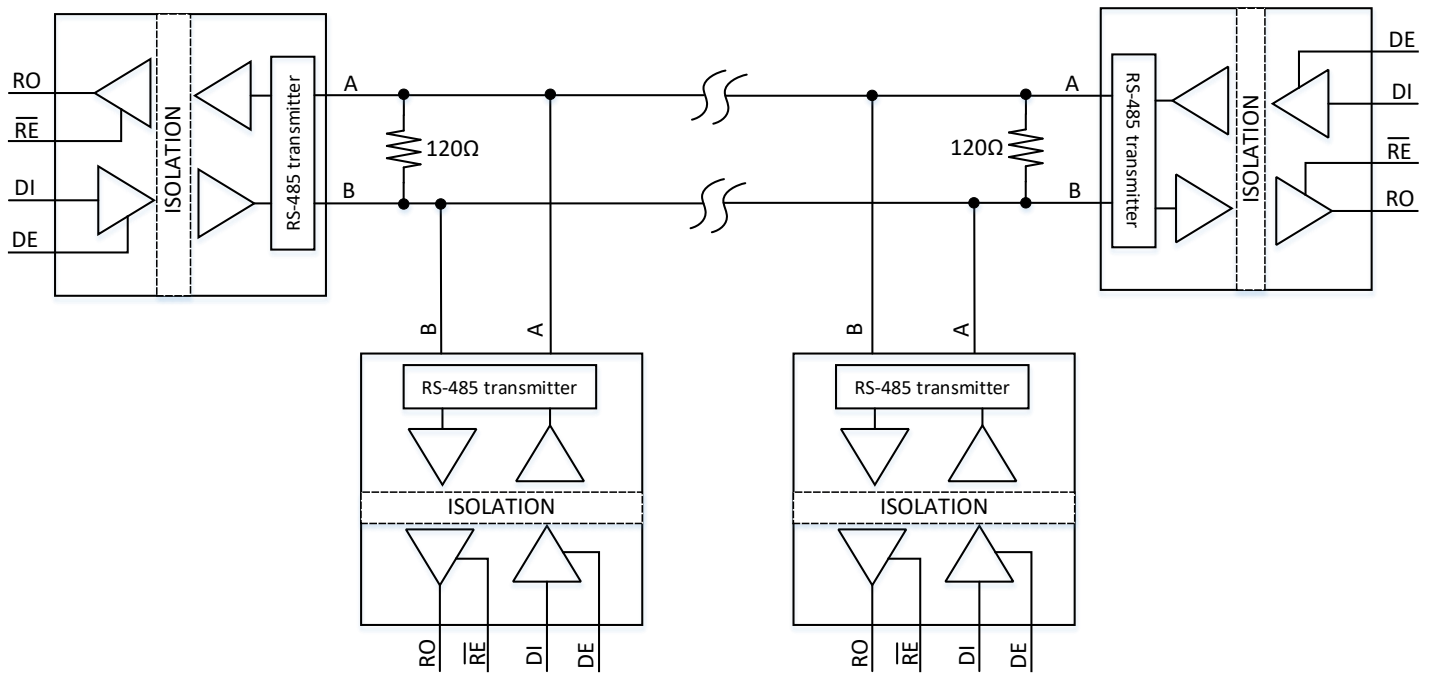 RO
RE
DI
DE
ISOLATION
RS-485 transmitter
A
B
120Ω
120Ω
A
B
RS-485 transmitter
ISOLATION
DE
DI
RE
RO
B
A
RS-485 transmitter
ISOLATION
RO
RE
DI
DE
B
A
RS-485 transmitter
ISOLATION
RO
RE
DI
DE